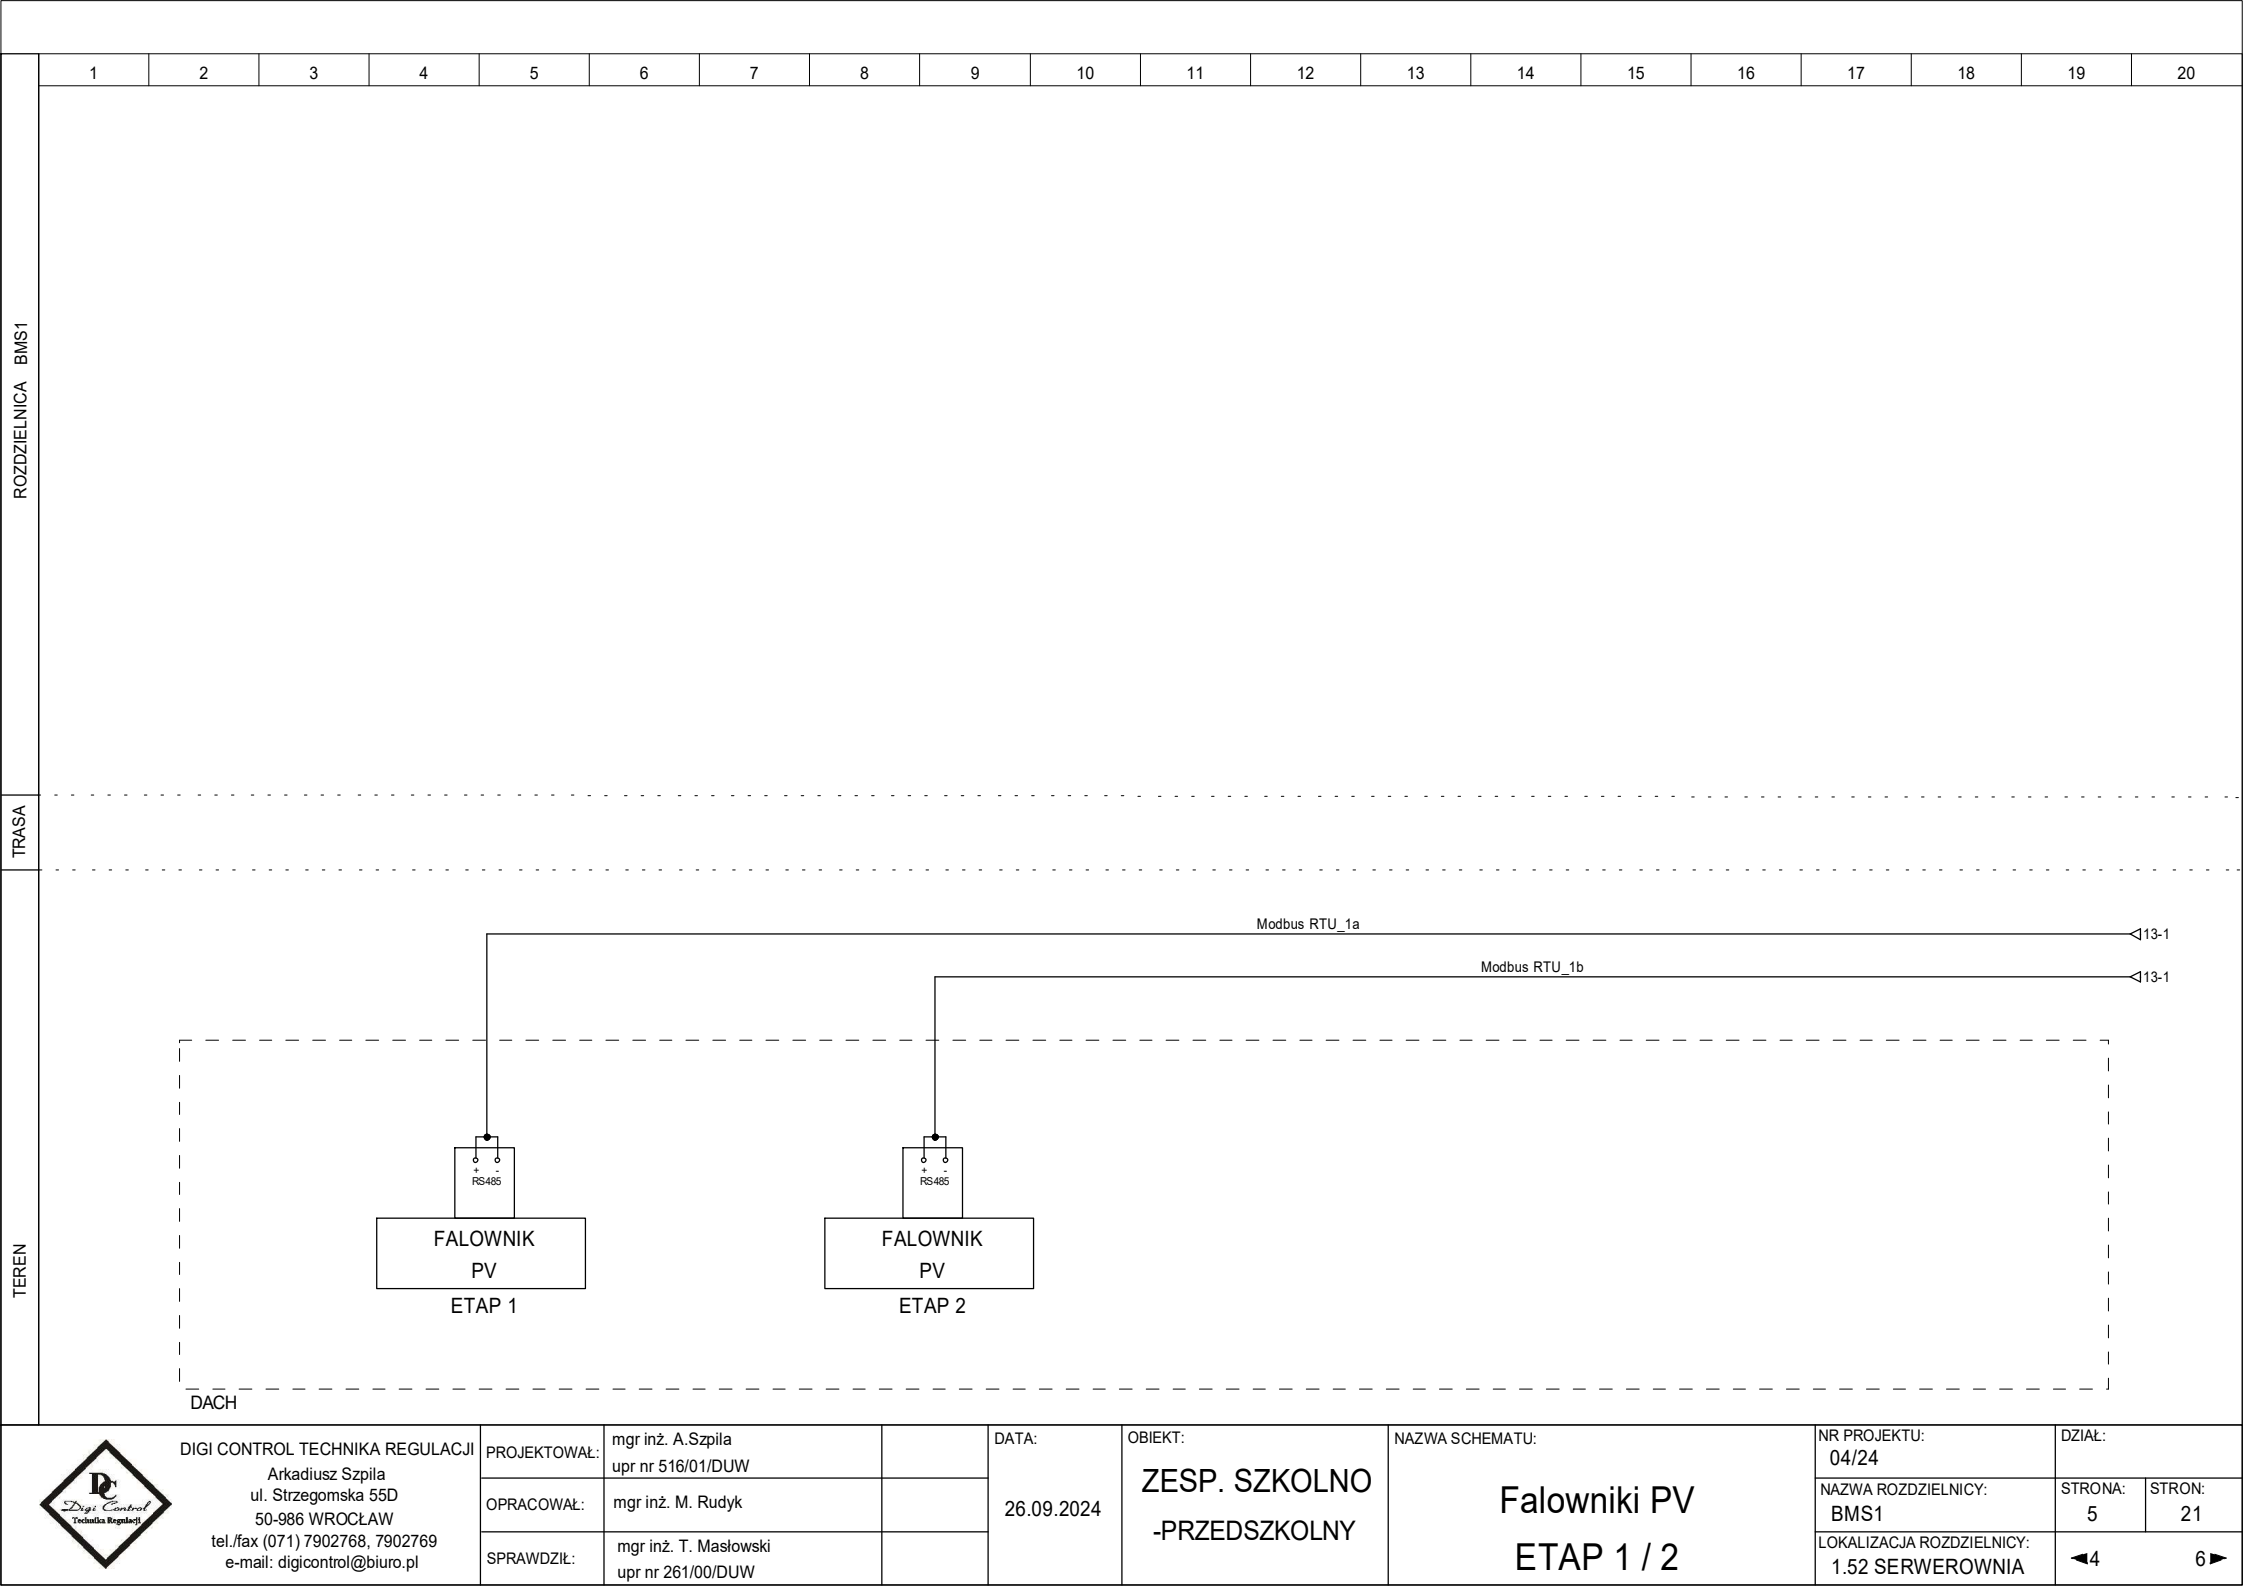 1 2 3 4 5 6 7 8 9 10 11 12 13 14 15 16 17 18 19 20
ROZDZIELNICA BMS1
TRASA
TEREN
Modbus RTU_1a
13-1
Modbus RTU_1b
13-1
+ -
RS485
FALOWNIK
PV
ETAP 1
+ -
RS485
FALOWNIK
PV
ETAP 2
DACH
DC
Digi Control
Technika Regulacji
DIGI CONTROL TECHNIKA REGULACJI
Arkadiusz Szpila
ul. Strzegomska 55D
50-986 WROCŁAW
tel./fax (071) 7902768, 7902769
e-mail: digicontrol@biuro.pl
PROJEKTOWAŁ:
mgr inż. A.Szpila
upr nr 516/01/DUW
OPRACOWAŁ:
mgr inż. M. Rudyk
SPRAWDZIŁ:
mgr inż. T. Masłowski
upr nr 261/00/DUW
DATA:
26.09.2024
OBIEKT:
ZESP. SZKOLNO
-PRZEDSZKOLNY
NAZWA SCHEMATU:
Falowniki PV
ETAP 1 / 2
NR PROJEKTU:
04/24
NAZWA ROZDZIELNICY:
BMS1
LOKALIZACJA ROZDZIELNICY:
1.52 SERWEROWNIA
DZIAŁ:
STRONA:
5
STRON:
21
◄4
6►